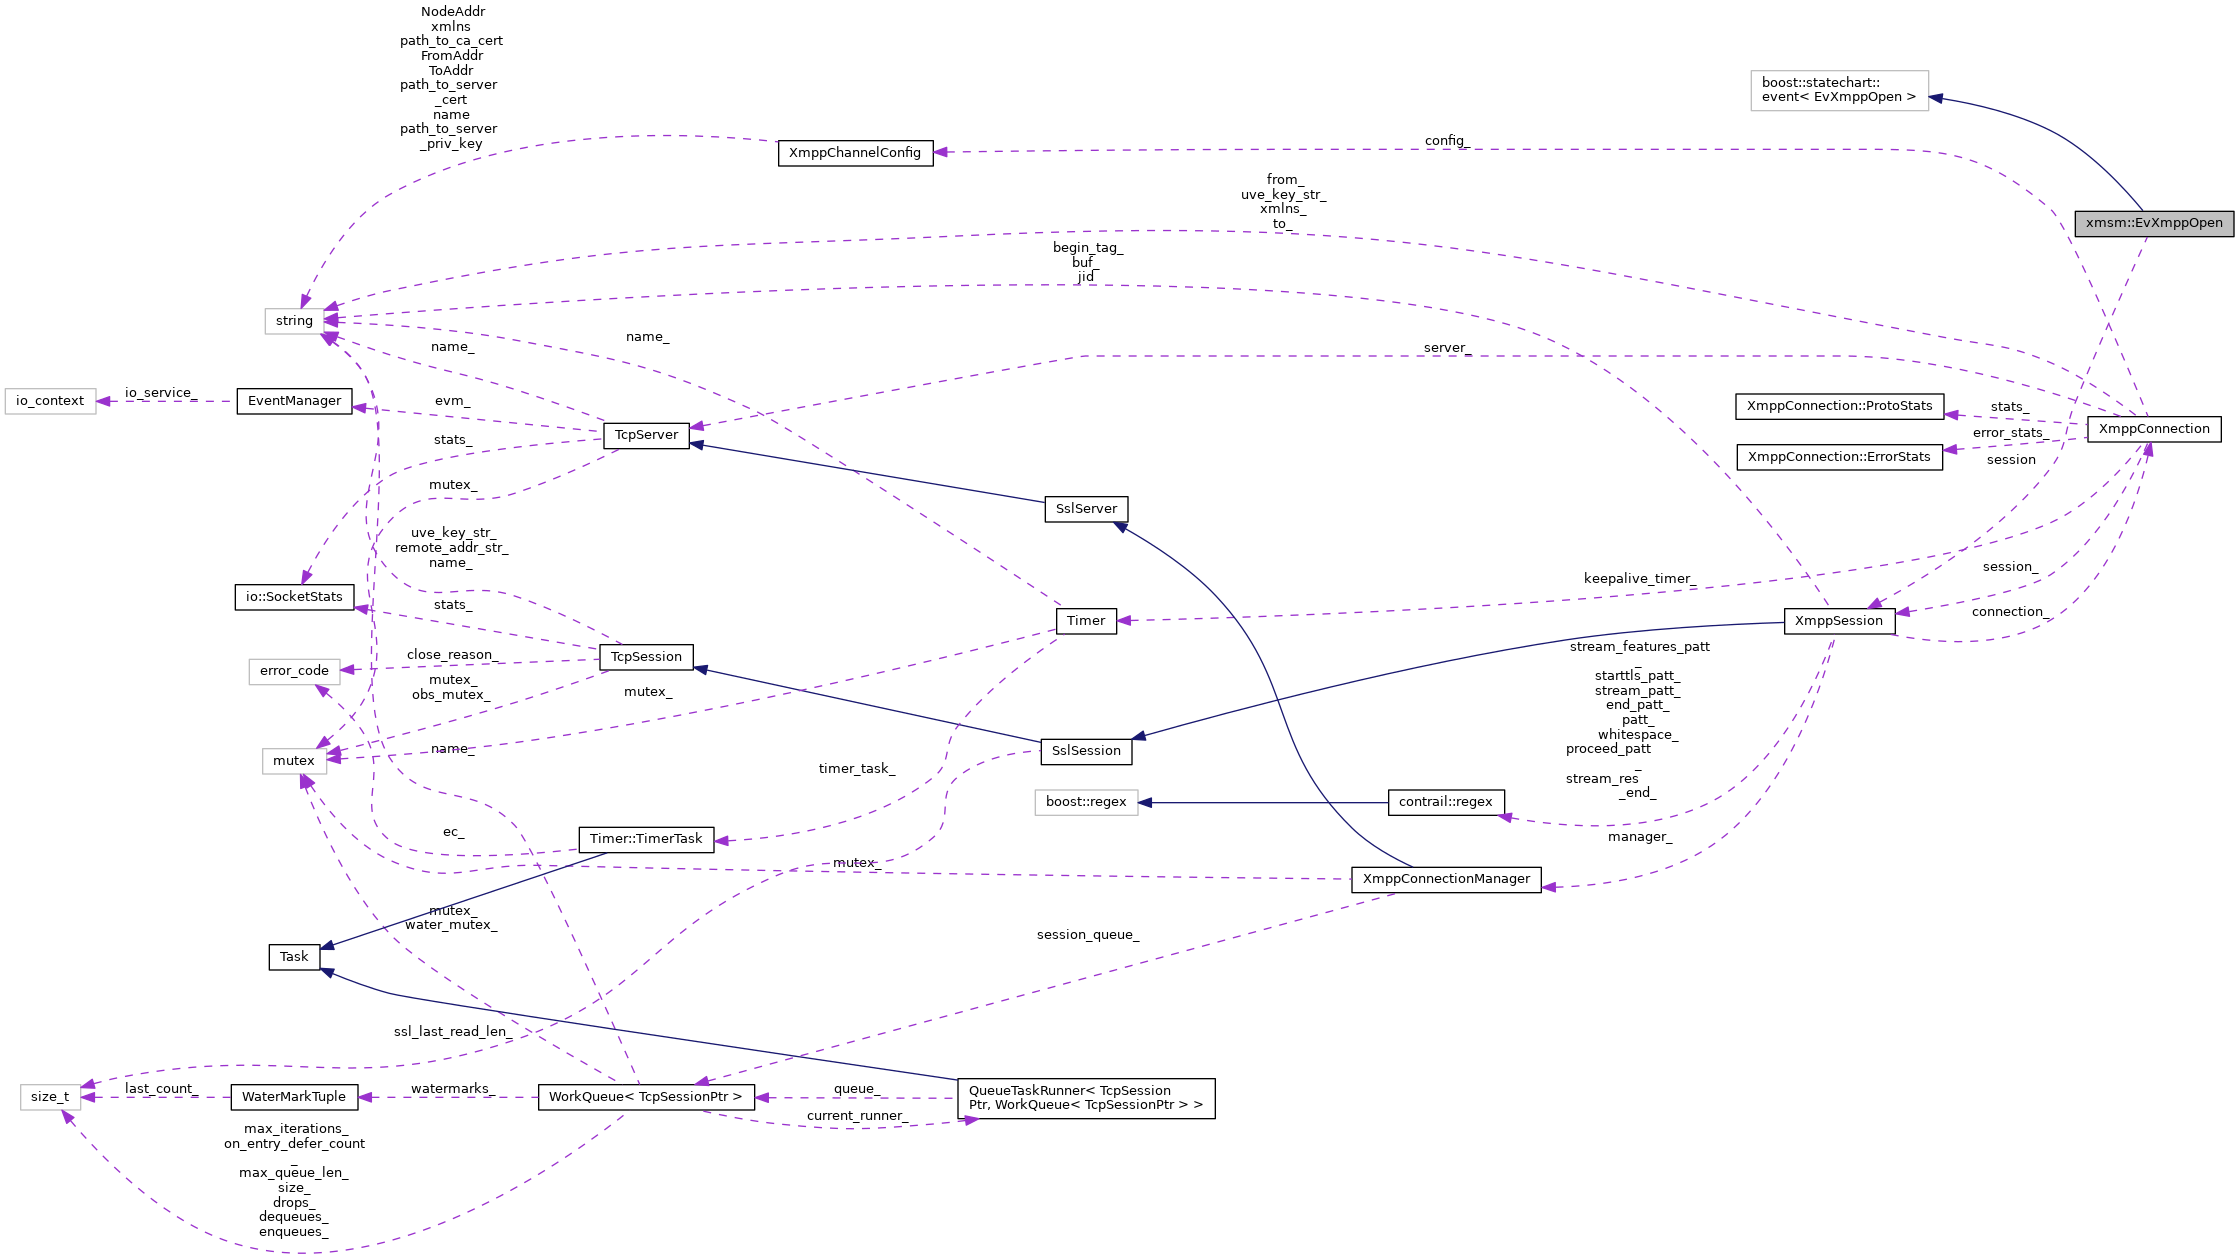 NodeAddr
xmlns
path_to_ca_cert
FromAddr
ToAddr
path_to_server
_cert
name
path_to_server
_priv_key
boost::statechart::
event< EvXmppOpen >
XmppChannelConfig
config_
xmsm::EvXmppOpen
from_
uve_key_str_
xmlns_
to_
begin_tag_
buf_
jid
string
name_
name_
server_
io_context
io_service_
EventManager
evm_
TcpServer
stats_
XmppConnection::ProtoStats
stats_
XmppConnection
error_stats_
XmppConnection::ErrorStats
session
mutex_
SslServer
uve_key_str_
remote_addr_str_
name_
io::SocketStats
stats_
keepalive_timer_
session_
connection_
Timer
XmppSession
close_reason_
TcpSession
error_code
mutex_
obs_mutex_
mutex_
stream_features_patt
_
starttls_patt_
stream_patt_
end_patt_
patt_
whitespace_
proceed_patt
_
stream_res
_end_
name_
SslSession
mutex
timer_task_
boost::regex
contrail::regex
ec_
Timer::TimerTask
manager_
mutex_
XmppConnectionManager
mutex_
water_mutex_
session_queue_
Task
ssl_last_read_len_
size_t
last_count_
WaterMarkTuple
watermarks_
WorkQueue< TcpSessionPtr >
queue_
current_runner_
QueueTaskRunner< TcpSession
Ptr, WorkQueue< TcpSessionPtr > >
max_iterations_
on_entry_defer_count
_
max_queue_len_
size_
drops_
dequeues_
enqueues_